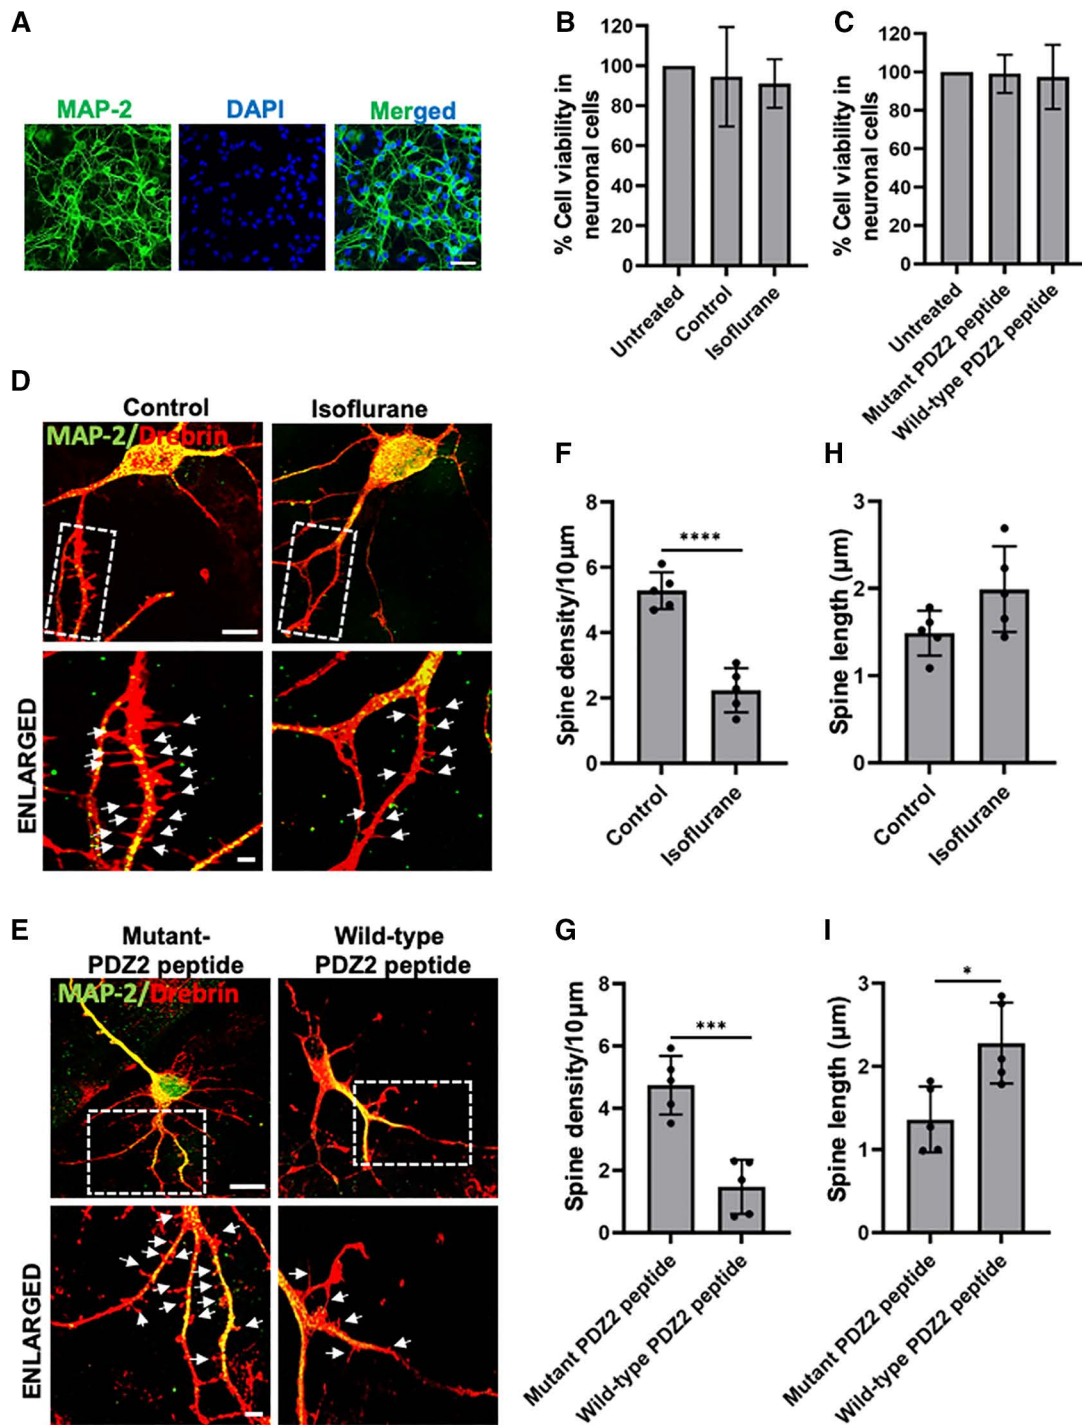 A
MAP-2
DAPI
Merged
B
% Cell viability in
neuronal cells
120
100
80
60
40
20
0
Untreated
Control
Isoflurane
C
% Cell viability in
neuronal cells
120
100
80
60
40
20
0
Untreated
Mutant PDZ2 peptide
Wild-type PDZ2 peptide
D
Control
Isoflurane
MAP-2/Drebrin
ENLARGED
F
Spine density/10µm
8
6
4
2
0
****
Control
Isoflurane
H
Spine length (µm)
3
2
1
0
Control
Isoflurane
E
Mutant-
PDZ2 peptide
Wild-type
PDZ2 peptide
MAP-2/Drebrin
ENLARGED
G
Spine density/10µm
8
6
4
2
0
***
Mutant PDZ2 peptide
Wild-type PDZ2 peptide
I
Spine length (µm)
3
2
1
0
*
Mutant PDZ2 peptide
Wild-type PDZ2 peptide